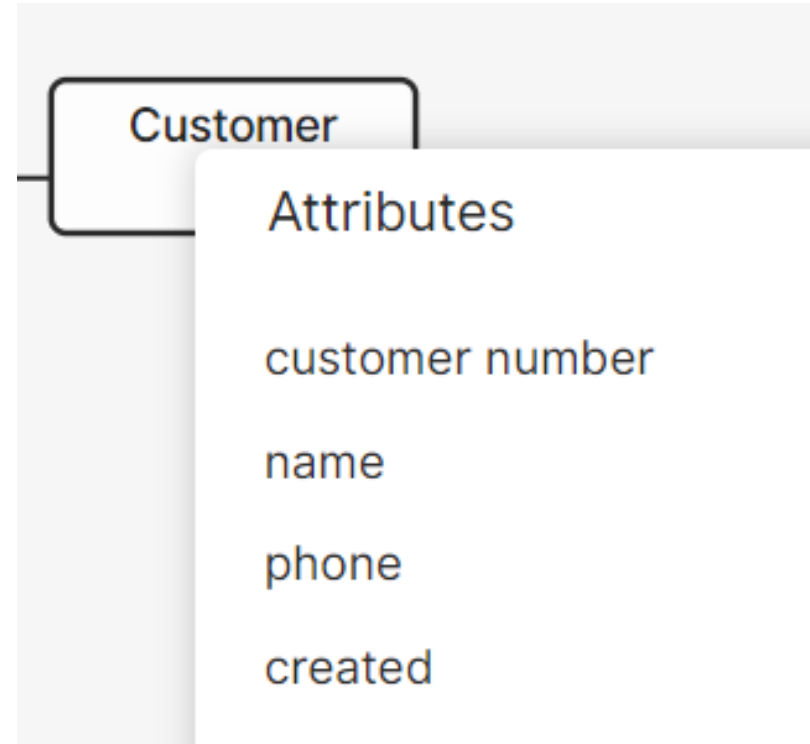 Customer
Attributes
customer number
name
phone
created